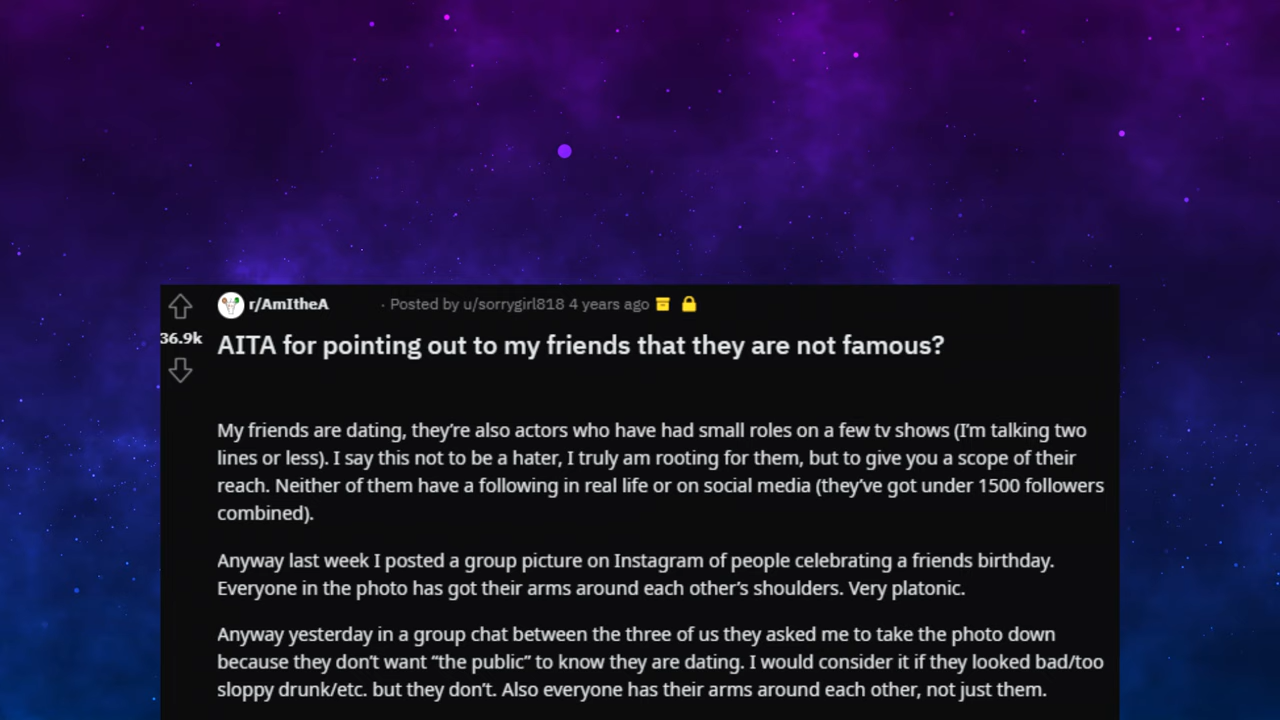 r/AmItheA · Posted by u/sorrygirl818 4 years ago
36.9k
AITA for pointing out to my friends that they are not famous?
My friends are dating, they’re also actors who have had small roles on a few tv shows (I’m talking two
lines or less). I say this not to be a hater, I truly am rooting for them, but to give you a scope of their
reach. Neither of them have a following in real life or on social media (they’ve got under 1500 followers
combined).
Anyway last week I posted a group picture on Instagram of people celebrating a friends birthday.
Everyone in the photo has got their arms around each other’s shoulders. Very platonic.
Anyway yesterday in a group chat between the three of us they asked me to take the photo down
because they don’t want “the public” to know they are dating. I would consider it if they looked bad/too
sloppy drunk/etc. but they don’t. Also everyone has their arms around each other, not just them.